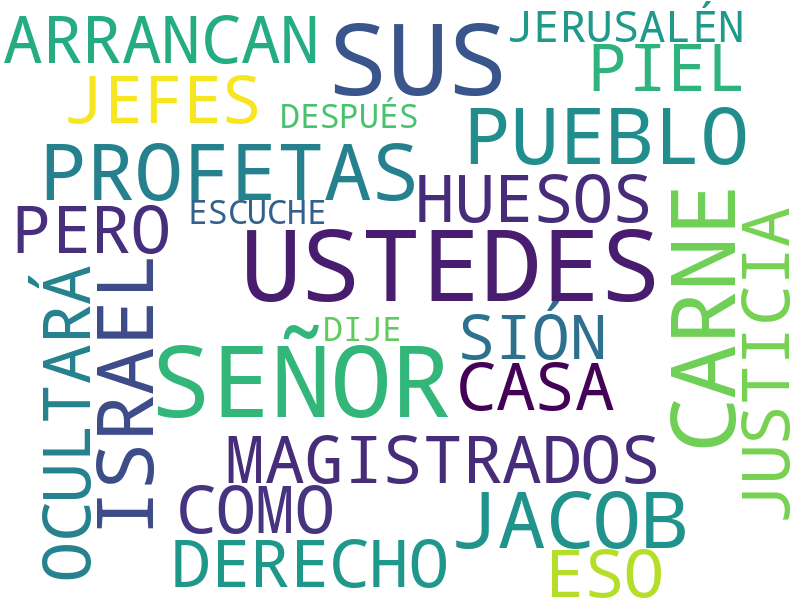 ARRANCAN
SUS
JERUSALÉN
PIEL
JEFES
DESPUÉS
PUEBLO
PROFETAS
HUESOS
ESCUCHE
PERO
USTEDES
CARNE
JUSTICIA
OCULTARÁ
ISRAEL
DIJE
SIÓN
SEÑOR
CASA
MAGISTRADOS
COMO
JACOB
DERECHO
ESO